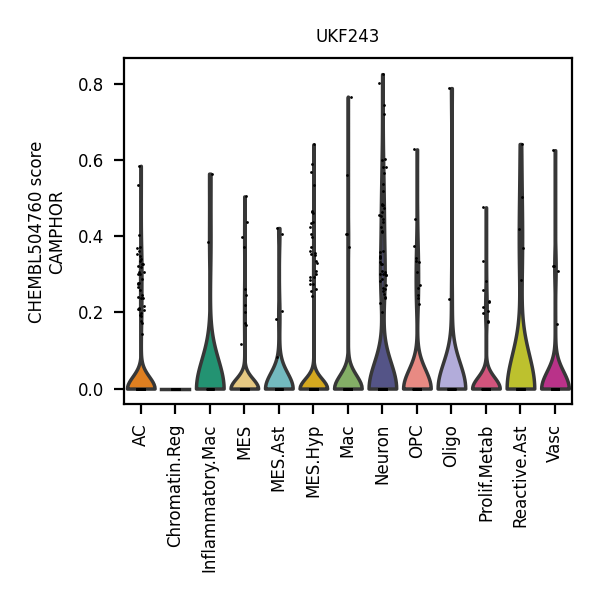 UKF243
CHEMBL504760 score
CAMPHOR
0.8
0.6
0.4
0.2
0.0
AC
Chromatin.Reg
Inflammatory.Mac
MES
MES.Ast
MES.Hyp
Mac
Neuron
OPC
Oligo
Prolif.Metab
Reactive.Ast
Vasc